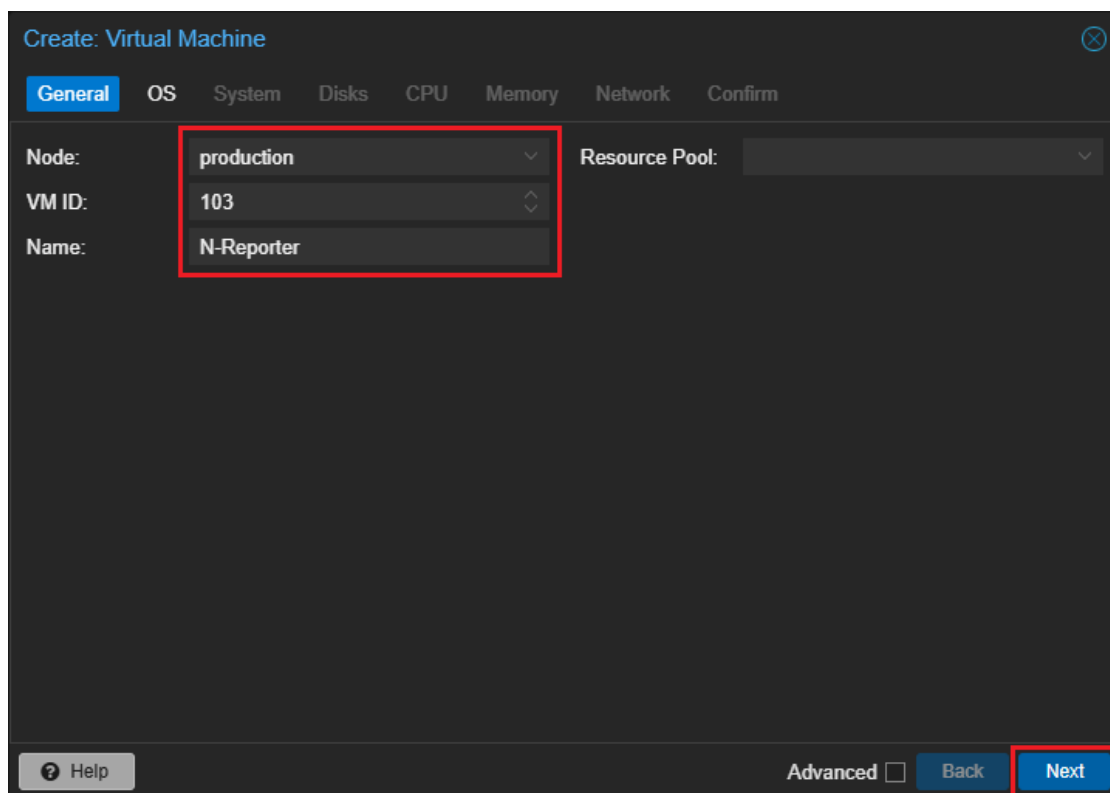 Create: Virtual Machine
General OS System Disks CPU Memory Network Confirm
Node: production Resource Pool:
VM ID: 103
Name: N-Reporter
Help Advanced Back Next